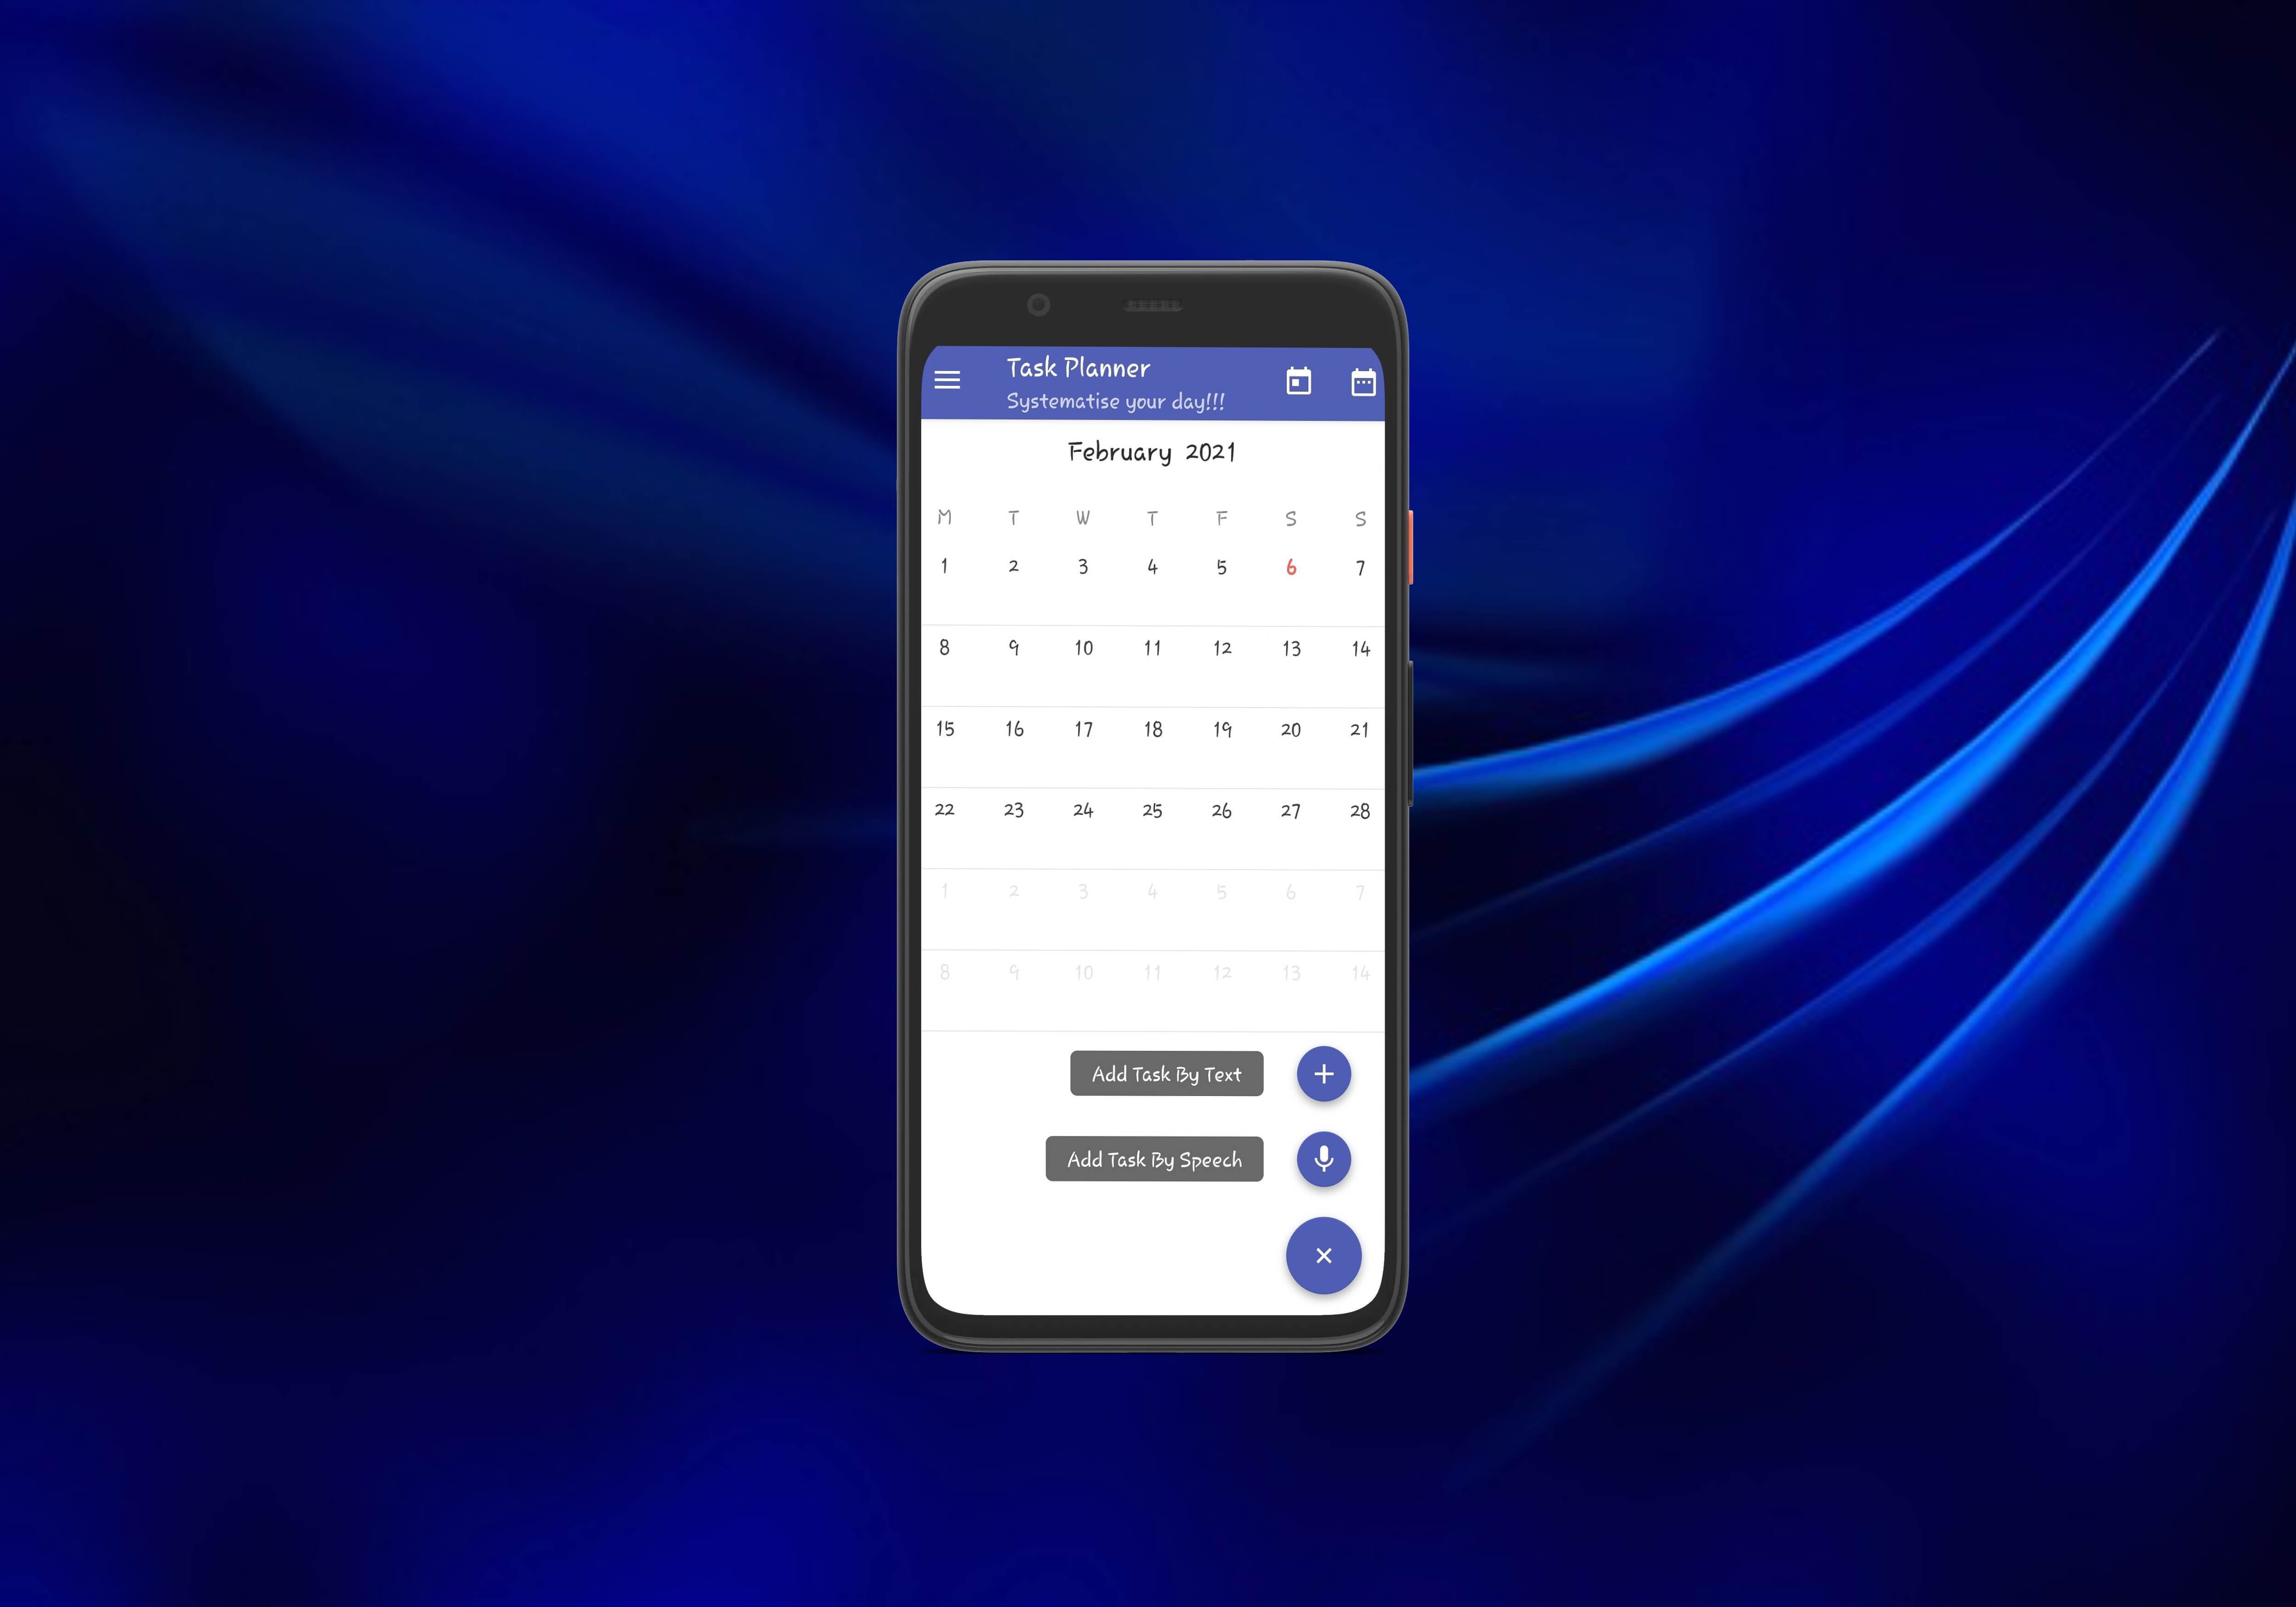 Task Planner
Systematise your day!!!
February 2021
M T W T F S S
1 2 3 4 5 6 7
8 9 10 11 12 13 14
15 16 17 18 19 20 21
22 23 24 25 26 27 28
1 2 3 4 5 6 7
8 9 10 11 12 13 14
Add Task By Text
Add Task By Speech